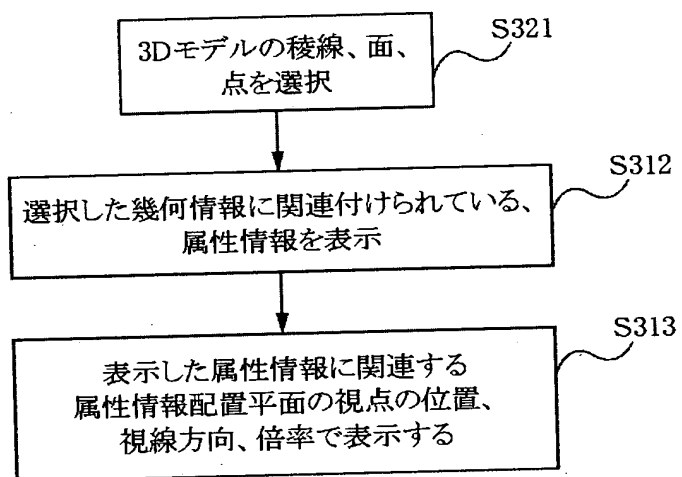 S321
3Dモデルの稜線、面、
点を選択
S312
選択した幾何情報に関連付けられている、
属性情報を表示
S313
表示した属性情報に関連する
属性情報配置平面の視点の位置、
視線方向、倍率で表示する